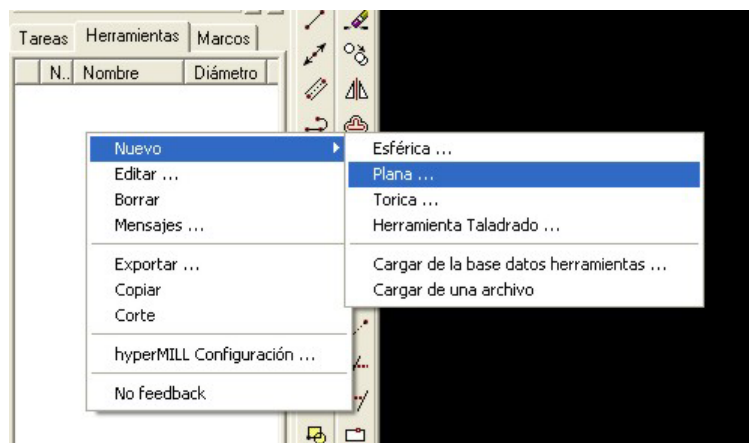 Tareas Herramientas Marcos
N.. Nombre Diámetro
Nuevo
Editar ...
Borrar
Mensajes ...
Exportar ...
Copiar
Corte
hyperMILL Configuración ...
No feedback
Esférica ...
Plana ...
Torica ...
Herramienta Taladrado ...
Cargar de la base datos herramientas ...
Cargar de una archivo